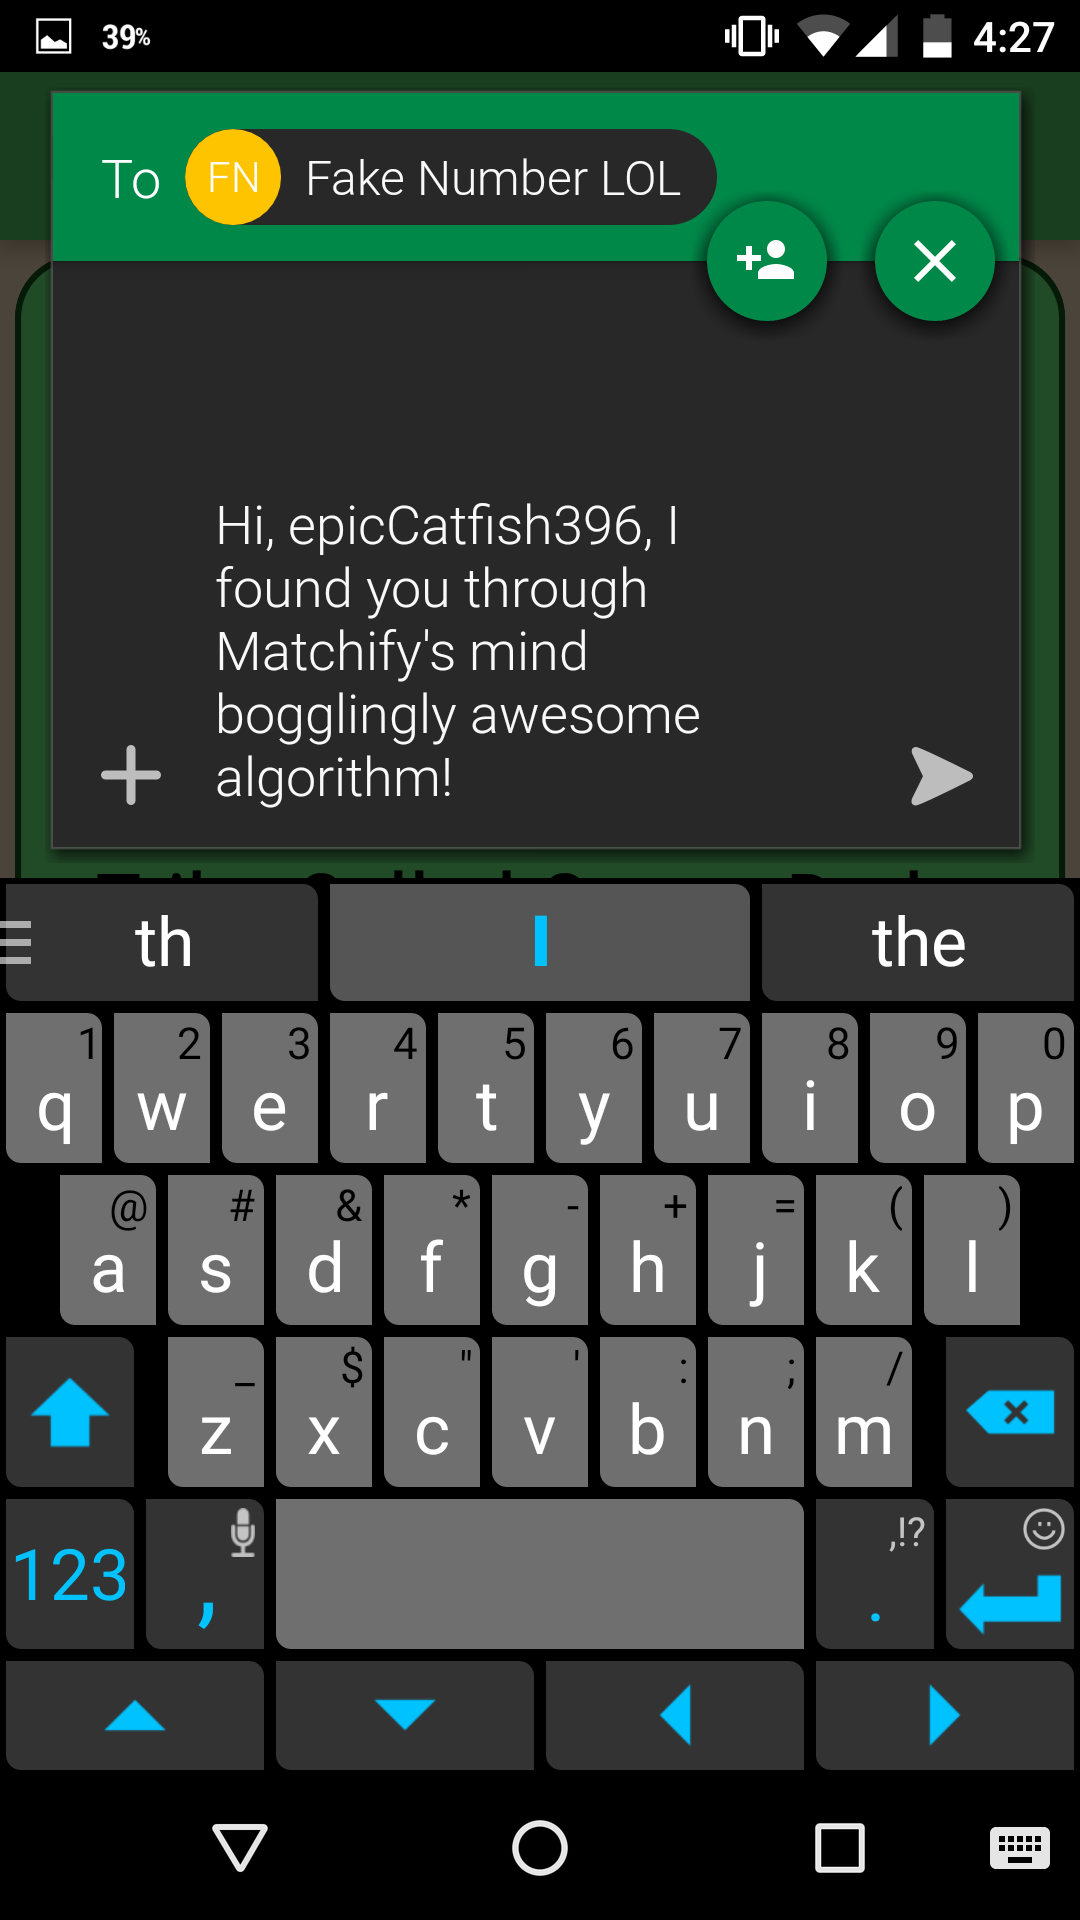 39%
4:27
To FN Fake Number LOL
Hi, epicCatfish396, I
found you through
Matchify's mind
bogglingly awesome
algorithm!
th I the
1 2 3 4 5 6 7 8 9 0
q w e r t y u i o p
@ # & * - + = ( )
a s d f g h j k l
_ $ " ' : ; /
z x c v b n m
,!?
123 , .